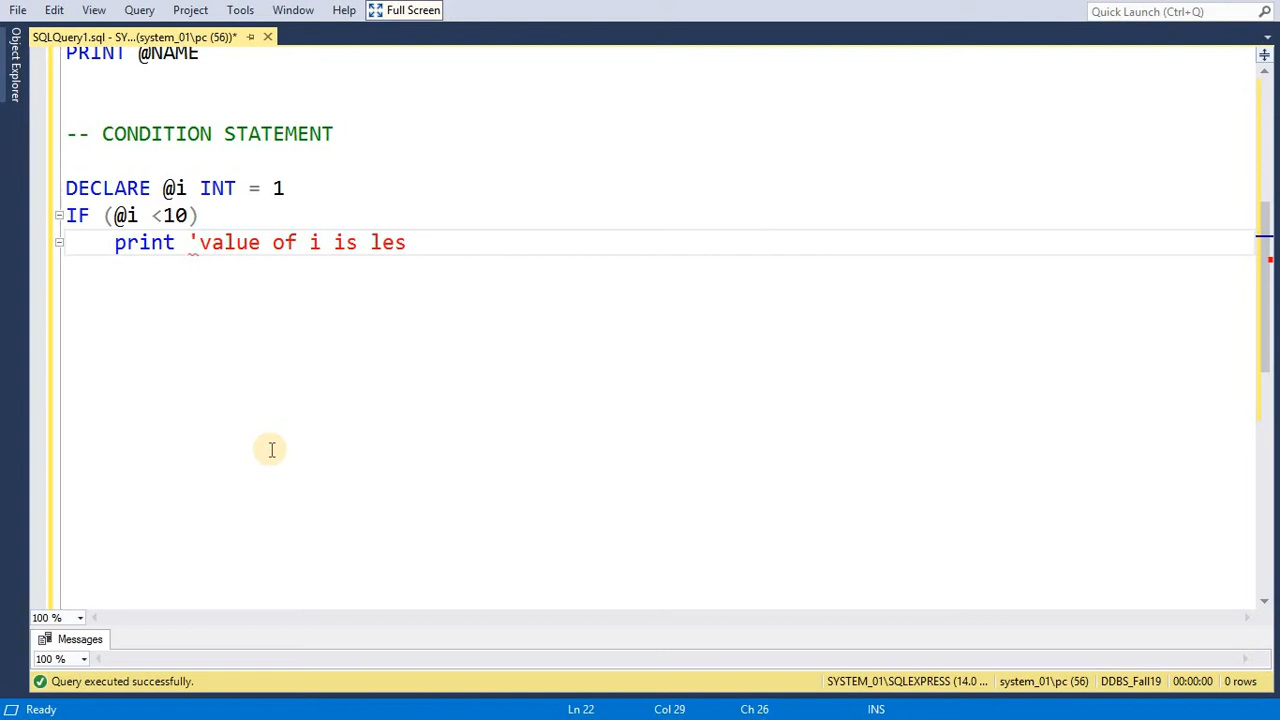 File Edit View Query Project Tools Window Help Full Screen Quick Launch (Ctrl+Q)
SQLQuery1.sql - SY...(system_01\pc (56))*
Object Explorer
PRINT @NAME
-- CONDITION STATEMENT
DECLARE @i INT = 1
IF (@i <10)
print 'value of i is les
100 %
Messages
100 %
Query executed successfully. SYSTEM_01\SQLEXPRESS (14.0 ... system_01\pc (56) DDBS_Fall19 00:00:00 0 rows
Ready Ln 22 Col 29 Ch 26 INS